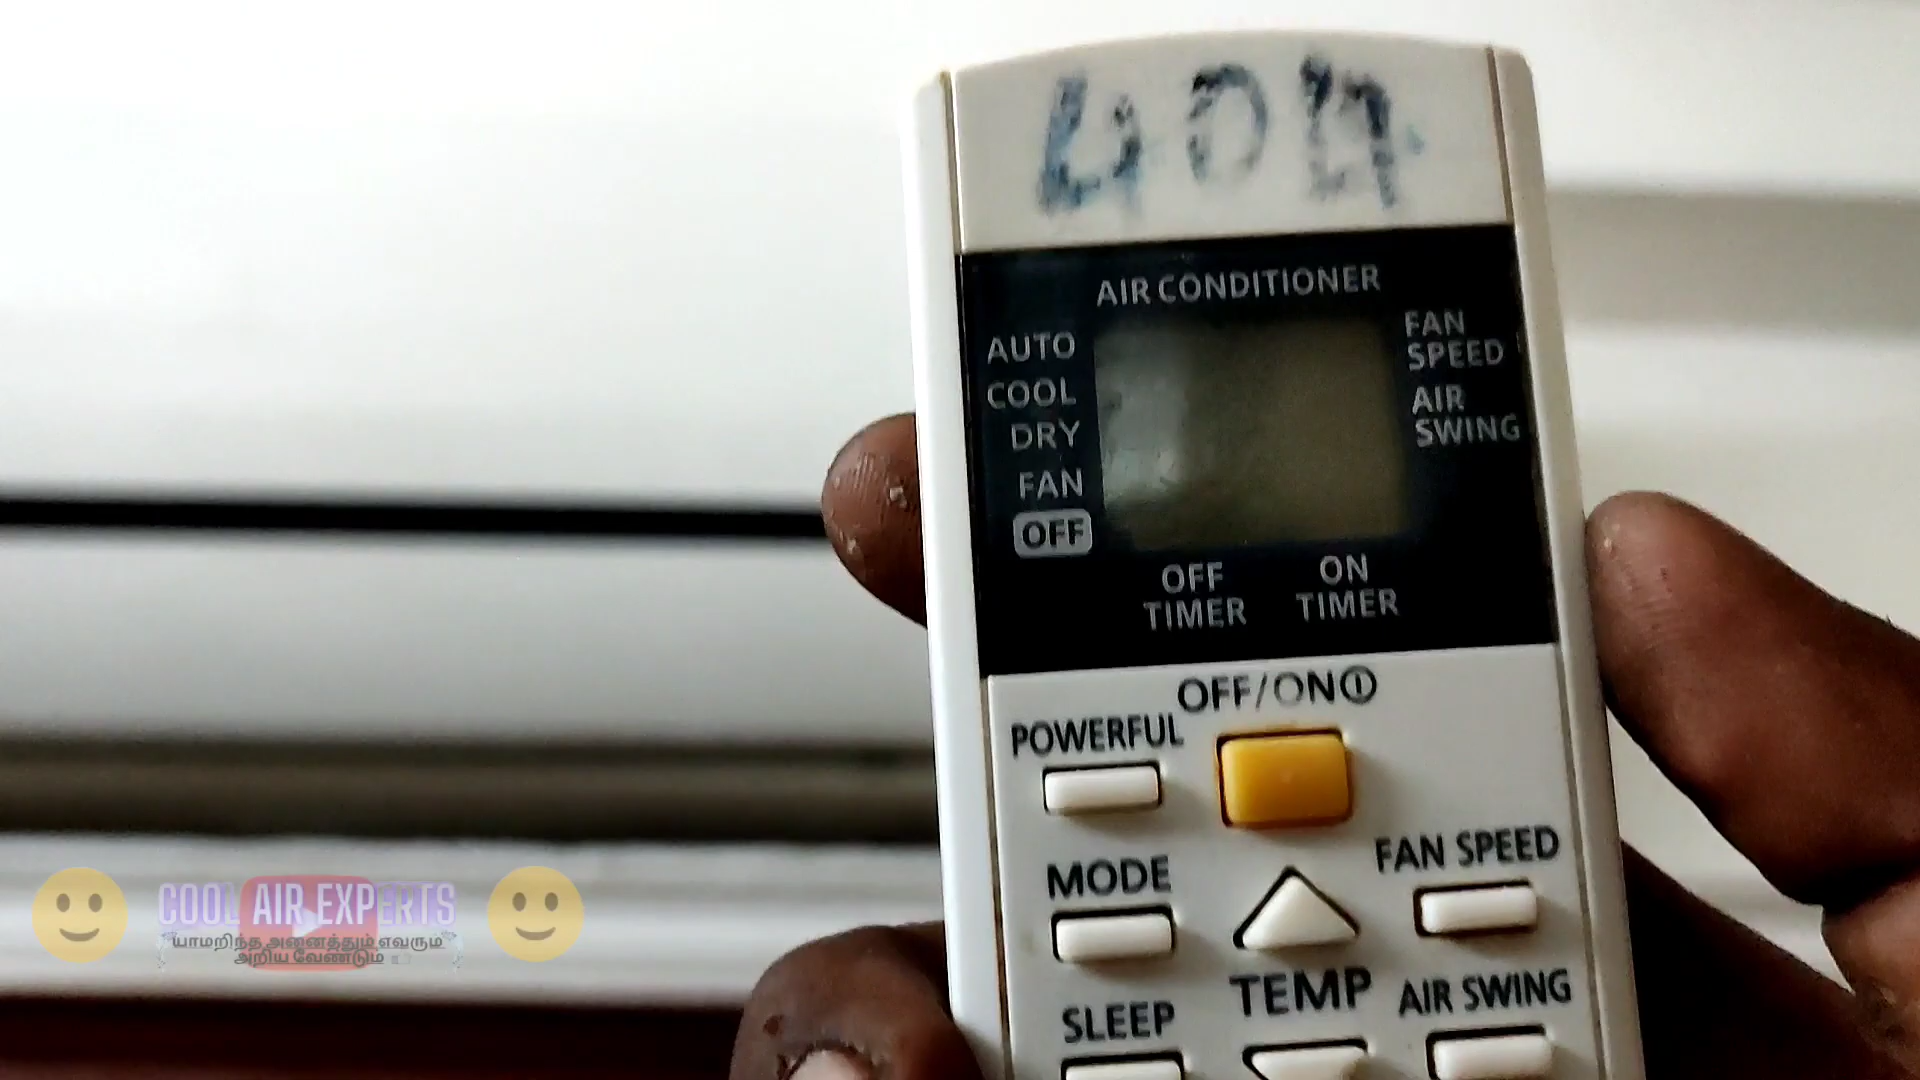 404
AIR CONDITIONER
AUTO
COOL
DRY
FAN
OFF
FAN
SPEED
AIR
SWING
OFF
TIMER
ON
TIMER
OFF/ON
POWERFUL
MODE
FAN SPEED
TEMP
AIR SWING
SLEEP
COOL AIR EXPERTS
யாமறிந்த அனைத்தும் எவரும்
அறிய வேண்டும்